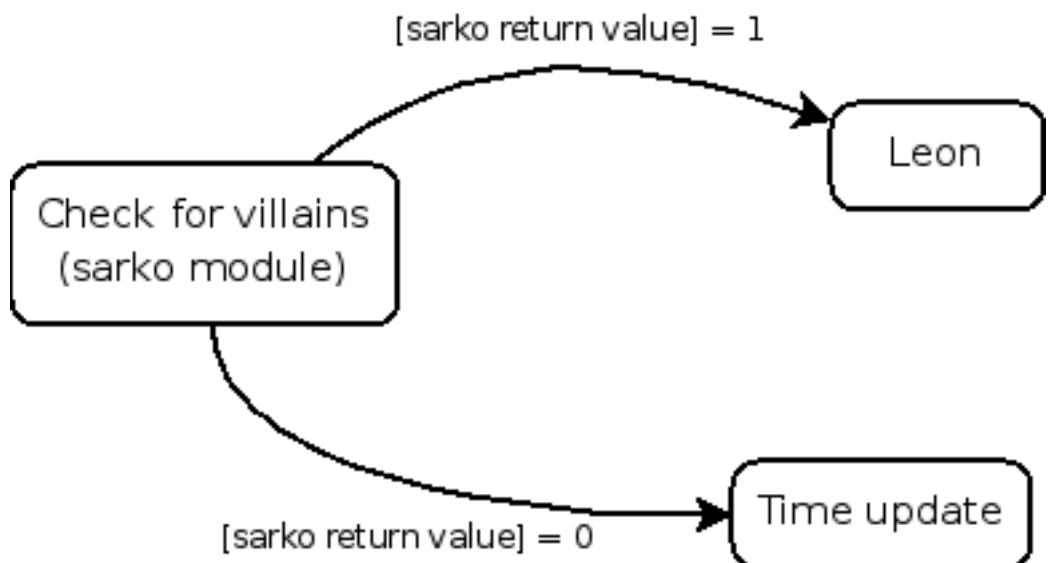 [sarko return value] = 1
Leon
Check for villains
(sarko module)
Time update
[sarko return value] = 0